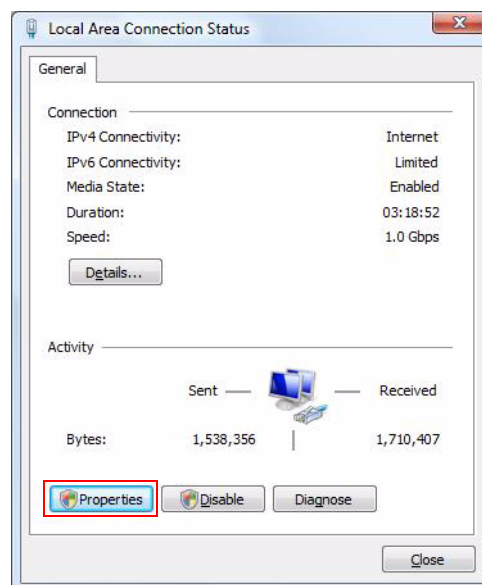 Local Area Connection Status
General
Connection
IPv4 Connectivity: Internet
IPv6 Connectivity: Limited
Media State: Enabled
Duration: 03:18:52
Speed: 1.0 Gbps
Details...
Activity
Sent Received
Bytes: 1,538,356 1,710,407
Properties Disable Diagnose
Close